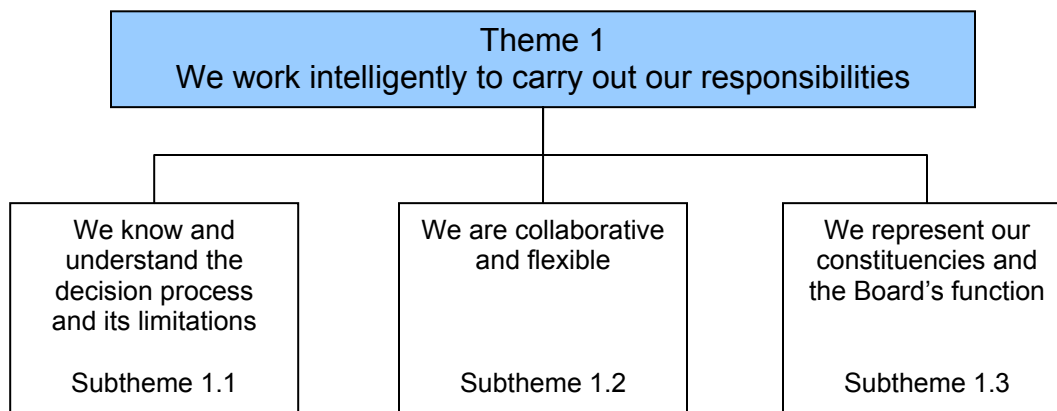 Theme 1
We work intelligently to carry out our responsibilities
We know and
understand the
decision process
and its limitations
Subtheme 1.1
We are collaborative
and flexible
Subtheme 1.2
We represent our
constituencies and
the Board’s function
Subtheme 1.3